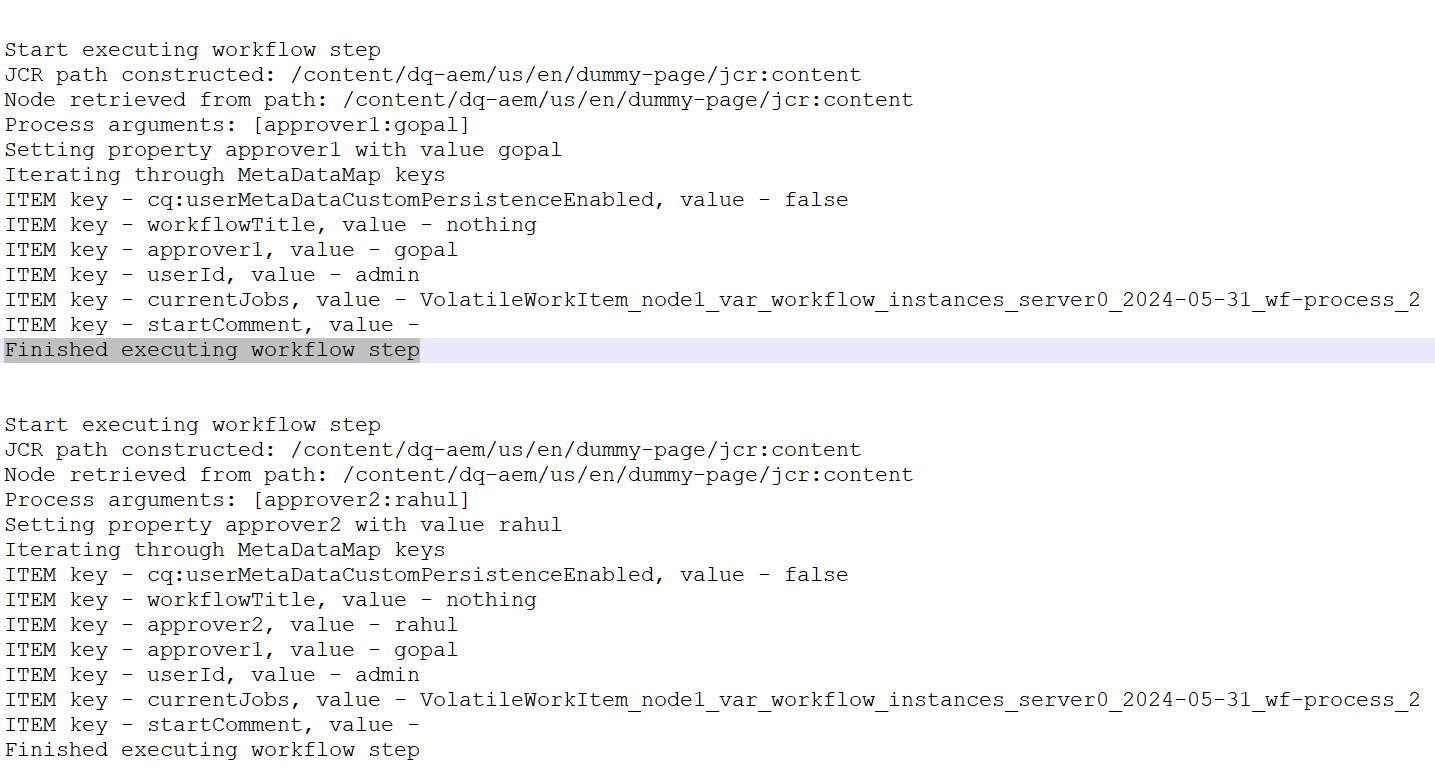 Start executing workflow step
JCR path constructed: /content/dq-aem/us/en/dummy-page/jcr:content
Node retrieved from path: /content/dq-aem/us/en/dummy-page/jcr:content
Process arguments: [approver1:gopal]
Setting property approver1 with value gopal
Iterating through MetaDataMap keys
ITEM key - cq:userMetaDataCustomPersistenceEnabled, value - false
ITEM key - workflowTitle, value - nothing
ITEM key - approver1, value - gopal
ITEM key - userId, value - admin
ITEM key - currentJobs, value - VolatileWorkItem_node1_var_workflow_instances_server0_2024-05-31_wf-process_2
ITEM key - startComment, value -
Finished executing workflow step
Start executing workflow step
JCR path constructed: /content/dq-aem/us/en/dummy-page/jcr:content
Node retrieved from path: /content/dq-aem/us/en/dummy-page/jcr:content
Process arguments: [approver2:rahul]
Setting property approver2 with value rahul
Iterating through MetaDataMap keys
ITEM key - cq:userMetaDataCustomPersistenceEnabled, value - false
ITEM key - workflowTitle, value - nothing
ITEM key - approver2, value - rahul
ITEM key - approver1, value - gopal
ITEM key - userId, value - admin
ITEM key - currentJobs, value - VolatileWorkItem_node1_var_workflow_instances_server0_2024-05-31_wf-process_2
ITEM key - startComment, value -
Finished executing workflow step